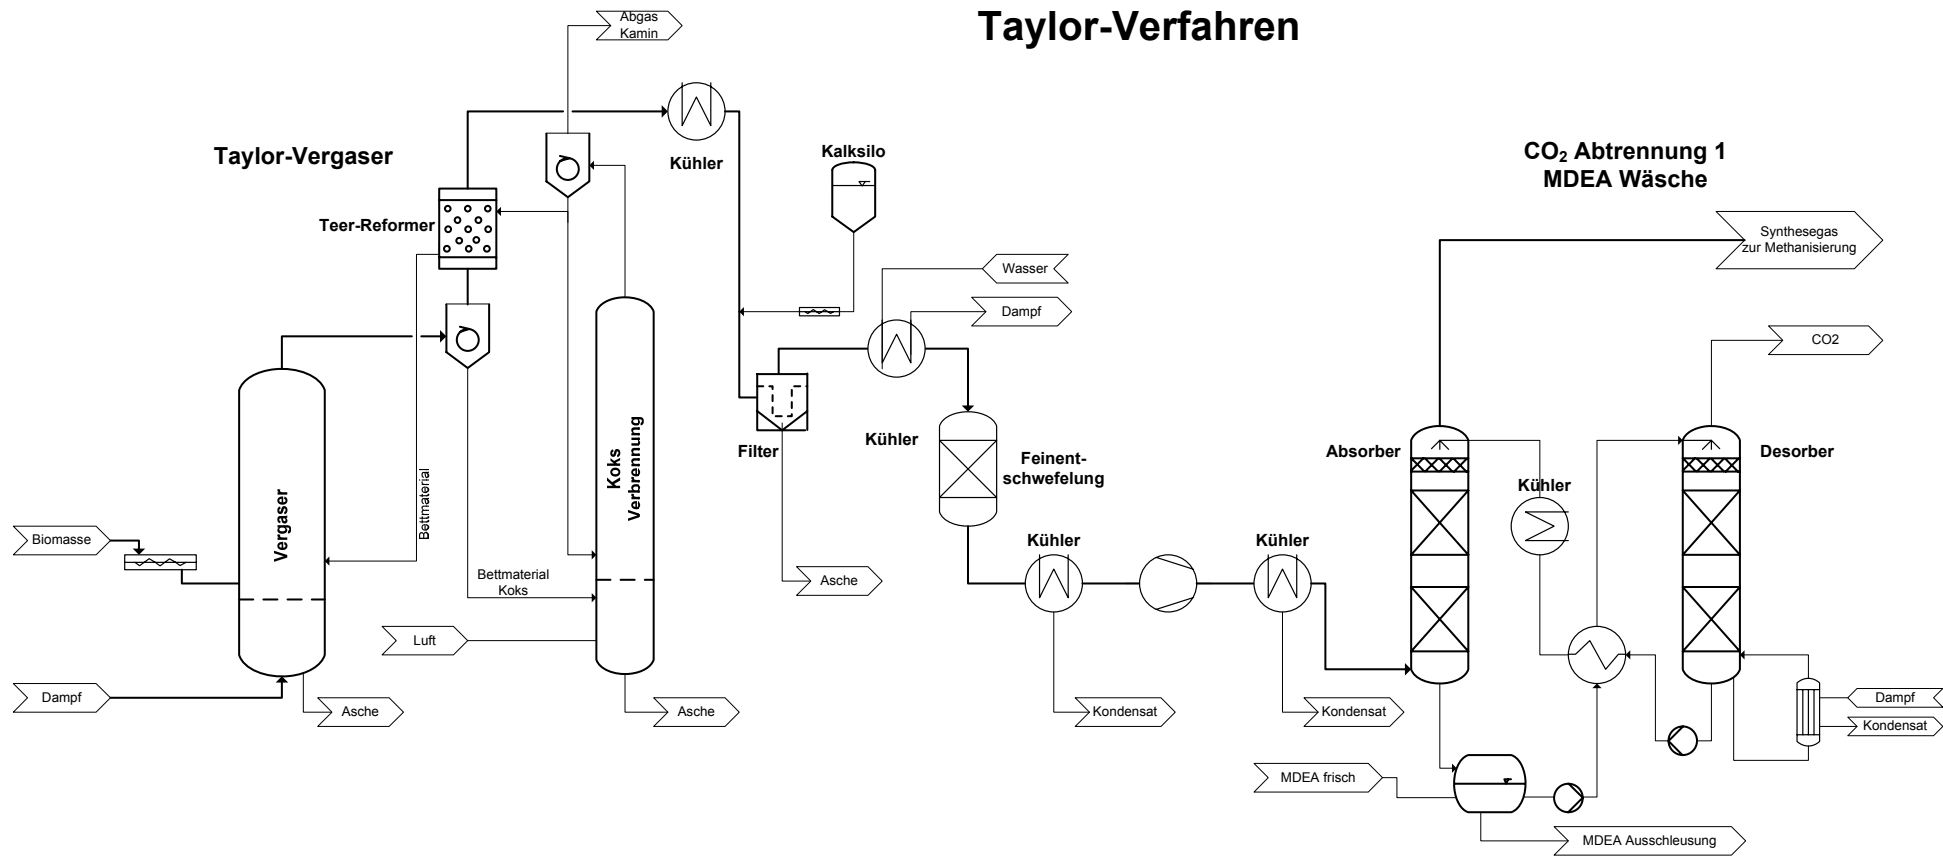 Taylor-Verfahren
Abgas
Kamin
Taylor-Vergaser
Kühler
Kalksilo
CO₂ Abtrennung 1
MDEA Wäsche
Teer-Reformer
Synthesegas
zur Methanisierung
Wasser
Dampf
CO2
Vergaser
Koks
Verbrennung
Bettmaterial
Filter
Kühler
Feinent-
schwefelung
Absorber
Desorber
Kühler
Biomasse
Bettmaterial
Koks
Asche
Kühler
Kühler
Luft
Dampf
Asche
Asche
Kondensat
Kondensat
Dampf
Kondensat
MDEA frisch
MDEA Ausschleusung